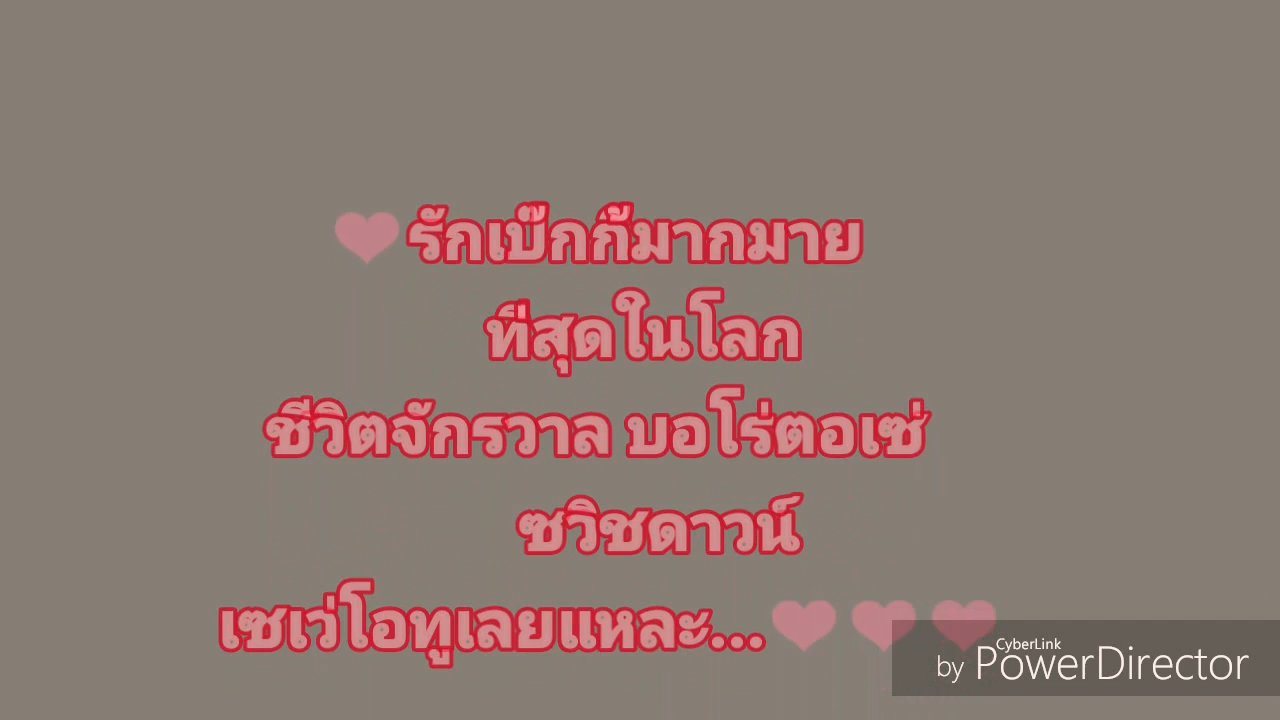 ❤รักเบ๊กกี้มากมาย
ที่สุดในโลก
ชีวิตจักรวาล บอโร่ตอเซ่
ซวิชดาวน์
เซเว่โอทูเลยแหละ...❤❤❤
CyberLink
by PowerDirector